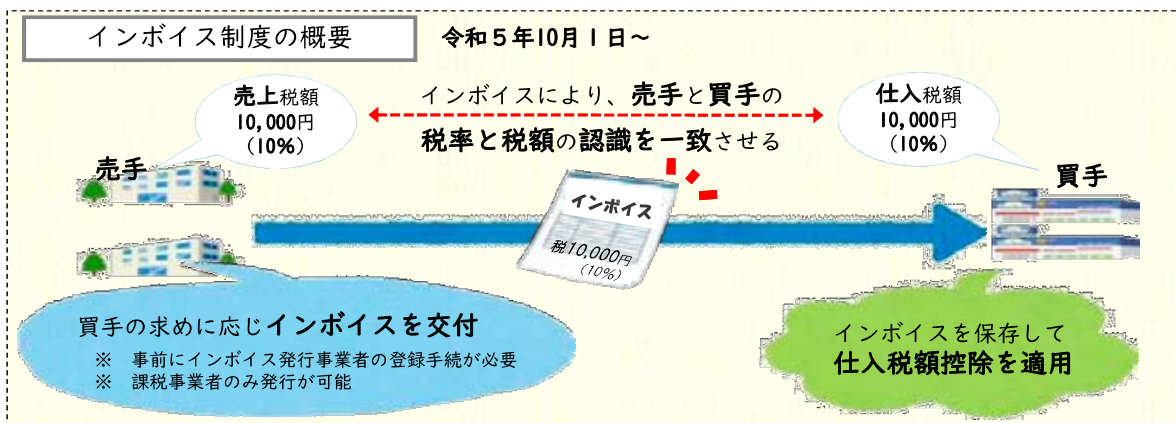 インボイス制度の概要
令和5年10月1日～
売上税額
10,000円
（10％）
インボイスにより、売手と買手の
税率と税額の認識を一致させる
仕入税額
10,000円
（10％）
売手
買手
インボイス
税10,000円
（10％）
買手の求めに応じインボイスを交付
※ 事前にインボイス発行事業者の登録手続が必要
※ 課税事業者のみ発行が可能
インボイスを保存して
仕入税額控除を適用